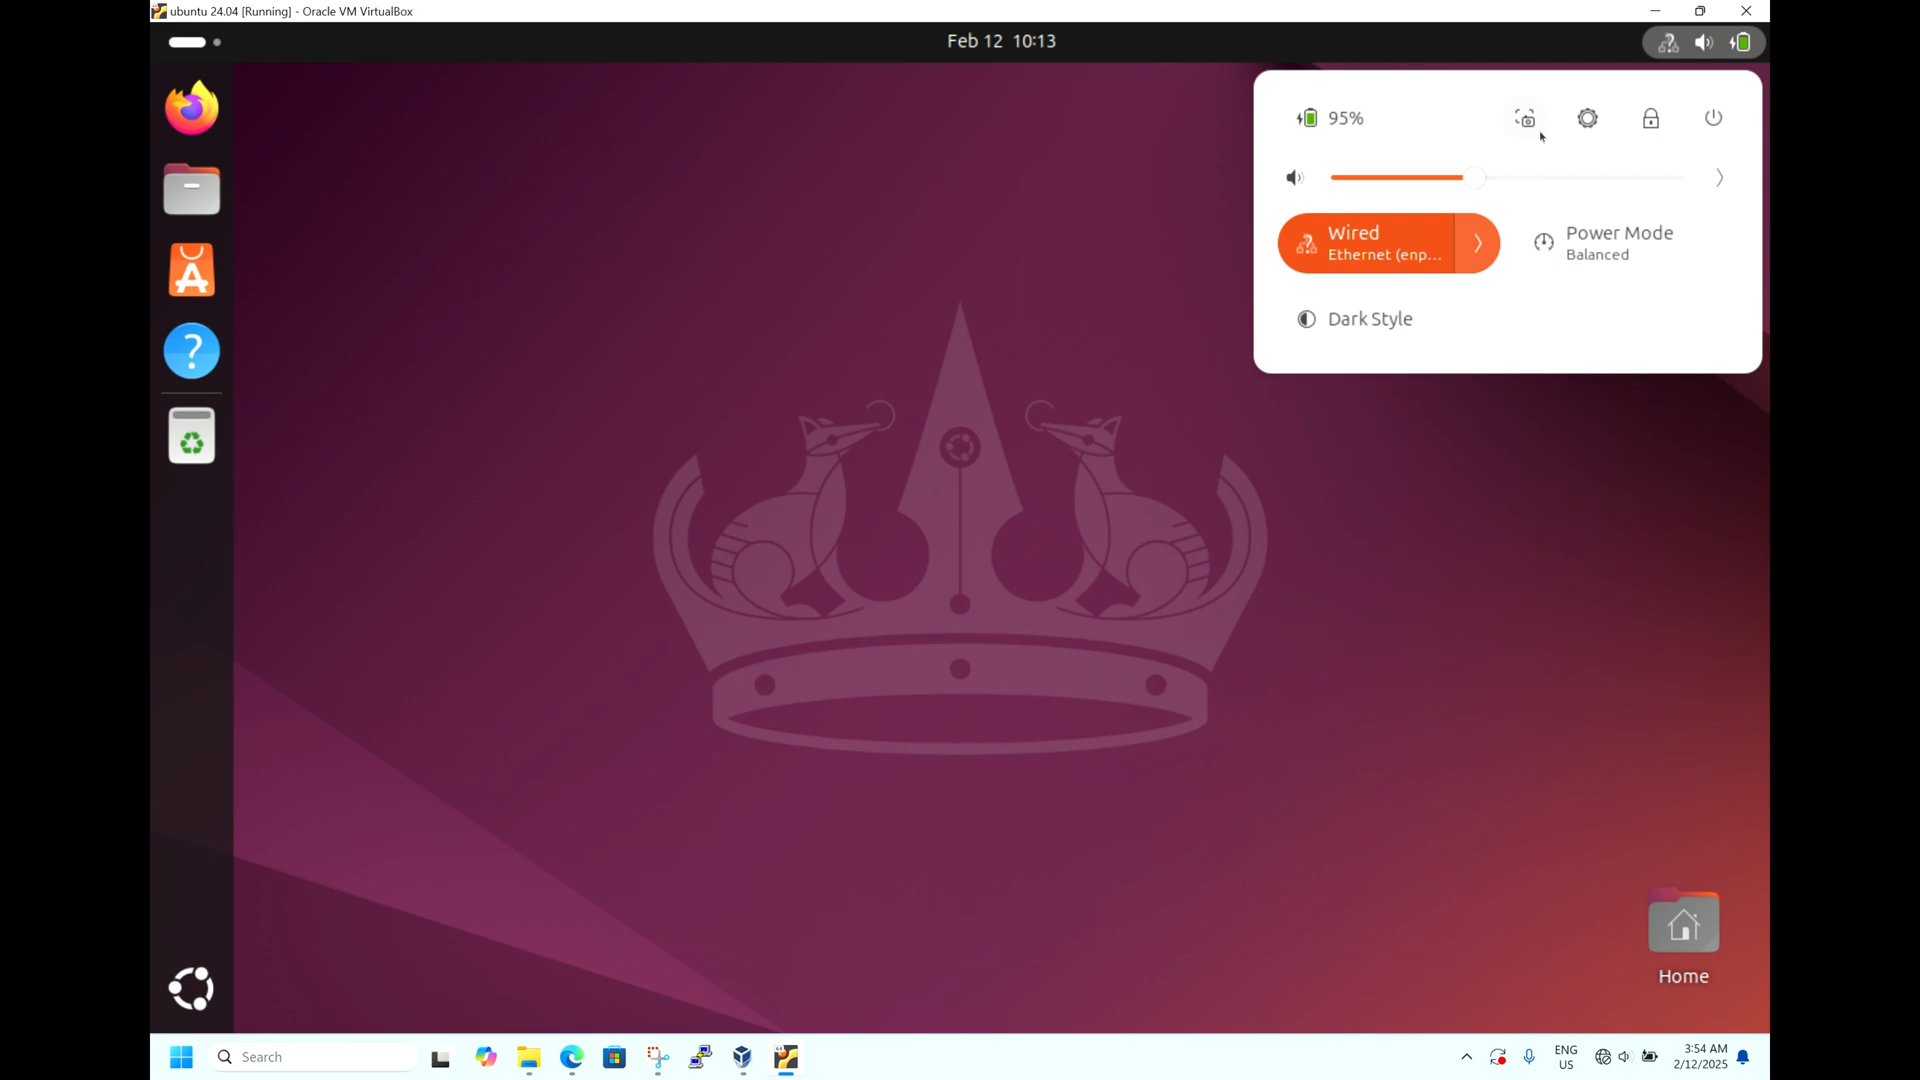 ubuntu 24.04 [Running] - Oracle VM VirtualBox
Feb 12 10:13
95%
Wired
Ethernet (enp...
Power Mode
Balanced
Dark Style
Home
Search
ENG
US
3:54 AM
2/12/2025